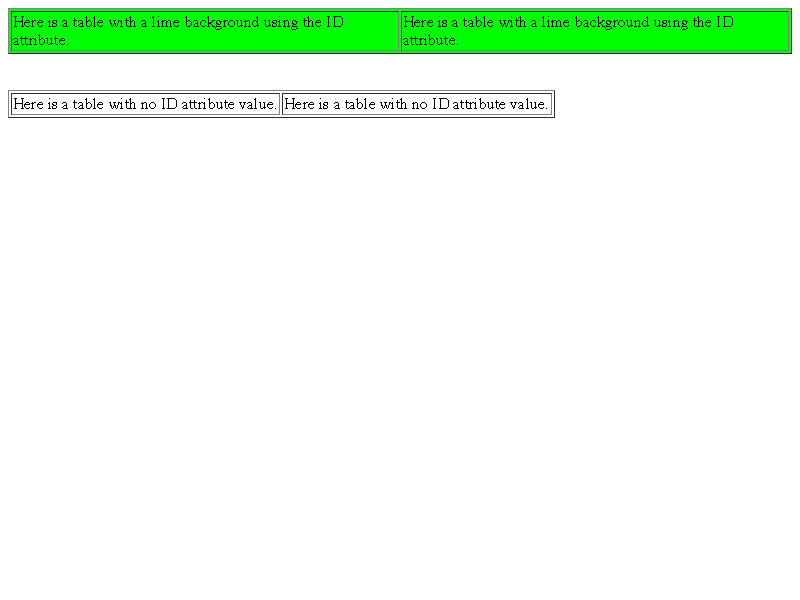 Here is a table with a lime background using the ID
attribute.
Here is a table with a lime background using the ID
attribute.
Here is a table with no ID attribute value.
Here is a table with no ID attribute value.